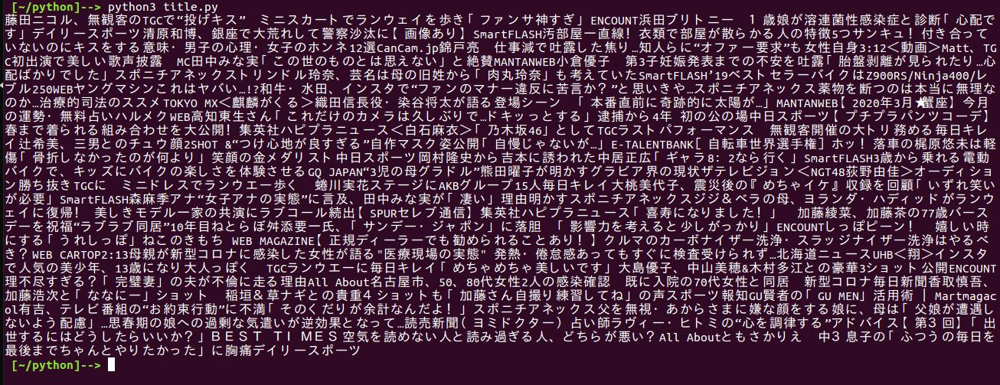 [~/python]--> python3 title.py
藤田ニコル、無観客のTGCで“投げキス”　ミニスカートでランウェイを歩き「ファンサ神すぎ」ENCOUNT浜田ブリトニー　１歳娘が溶連菌性感染症と診断「心配で
す」デイリースポーツ清原和博、銀座で大荒れして警察沙汰に【画像あり】SmartFLASH汚部屋一直線！衣類で部屋が散らかる人の特徴5つサンキュ！付き合って
いないのにキスをする意味・男子の心理・女子のホンネ12選CanCam.jp錦戸亮　仕事減で吐露した焦り…知人らに“オファー要求”も女性自身3:12＜動画＞Matt、TG
C初出演で美しい歌声披露　MC田中みな実「この世のものとは思えない」と絶賛MANTANWEB小倉優子　第3子妊娠発表までの不安を吐露「胎盤剥離が見られたり…心
配ばかりでした」スポニチアネックストリンドル玲奈、芸名は母の旧姓から「肉丸玲奈」も考えていたSmartFLASH’19ベストセラーバイクはZ900RS/Ninja400/レ
ブル250WEBヤングマシンこれはヤバい…!?和牛・水田、インスタで“ファンのマナー違反に苦言か？”と思いきや…スポニチアネックス薬物を断つのは本当に無理な
のか…治療的司法のススメTOKYO MX＜麒麟がくる＞織田信長役・染谷将太が語る登場シーン　「本番直前に奇跡的に太陽が…」MANTANWEB【2020年3月★蟹座】今月
の運勢・無料占いハルメクWEB高知東生さん「これだけのカメラは久しぶりで…ドキッとする」逮捕から4年 初の公の場中日スポーツ【プチプラパンツコーデ】
春まで着られる組み合わせを大公開！集英社ハピプラニュース＜白石麻衣＞「乃木坂46」としてTGCラストパフォーマンス　無観客開催の大トリ務める毎日キレ
イ辻希美、三男とのチュウ顔2SHOT &“つけ心地が良すぎる”自作マスク姿公開「自慢じゃないが…」E-TALENTBANK[自転車世界選手権]ホッ！落車の梶原悠未は軽
傷「骨折しなかったのが何より」笑顔の金メダリスト中日スポーツ岡村隆史から吉本に誘われた中居正広「ギャラ8：2なら行く」SmartFLASH3歳から乗れる電動
バイクで、キッズにバイクの楽しさを体験させるGQ JAPAN“3児の母グラドル”熊田曜子が明かすグラビア界の現状ザテレビジョン＜NGT48荻野由佳＞オーディショ
ン勝ち抜きTGCに　ミニドレスでランウエー歩く　蜷川実花ステージにAKBグループ15人毎日キレイ大桃美代子、震災後の『めちゃイケ』収録を回顧「いずれ笑い
が必要」SmartFLASH森麻季アナ“女子アナの実態”に言及、田中みな実が「凄い」理由明かすスポニチアネックスジジ＆ベラの母、ヨランダ・ハディッドがランウ
ェイに復帰！ 美しきモデル一家の共演にラブコール続出【SPURセレブ通信】集英社ハピプラニュース「喜寿になりました！」　加藤綾菜、加藤茶の77歳バース
デーを祝福“ラブラブ同居”10年目ねとらぼ舛添要一氏、「サンデー・ジャポン」に落胆　「影響力を考えると少しがっかり」ENCOUNTしっぽピーン！　嬉しい時
にする「うれしっぽ」ねこのきもち WEB MAGAZINE【正規ディーラーでも勧められることあり！】クルマのカーボナイザー洗浄・スラッジナイザー洗浄はやるべ
き？WEB CARTOP2:13母親が新型コロナに感染した女性が語る"医療現場の実態" 発熱・倦怠感あってもすぐに検査受けられず…北海道ニュースUHB＜翔＞インスタ
で人気の美少年、13歳になり大人っぽく　TGCランウエーに毎日キレイ「めちゃめちゃ美しいです」大島優子、中山美穂&木村多江との豪華3ショット公開ENCOUNT
理不尽すぎる？「完璧妻」の夫が不倫に走る理由All About名古屋市、50、80代女性2人の感染確認　既に入院の70代女性と同居　新型コロナ毎日新聞香取慎吾、
加藤浩次と「ななにー」ショット　稲垣＆草ナギとの貴重４ショットも「加藤さん自撮り練習してね」の声スポーツ報知GU賢者の「GU MEN」活用術 | Martmagac
ol有吉、テレビ番組の“お約束行動”に不満「そのくだりが余計なんだよ！」スポニチアネックス父を無視・あからさまに嫌な顔をする娘に、母は「父娘が遭遇し
ないよう配慮」…思春期の娘への過剰な気遣いが逆効果となって…読売新聞（ヨミドクター）占い師ラヴィー・ヒトミの“心を調律する”アドバイス【第３回】「出
世するにはどうしたらいいか？」ＢＥＳＴ　ＴＩＭＥＳ空気を読めない人と読み過ぎる人、どちらが悪い？All Aboutともさかりえ　中３息子の「ふつうの毎日を
最後までちゃんとやりたかった」に胸痛デイリースポーツ
[~/python]-->